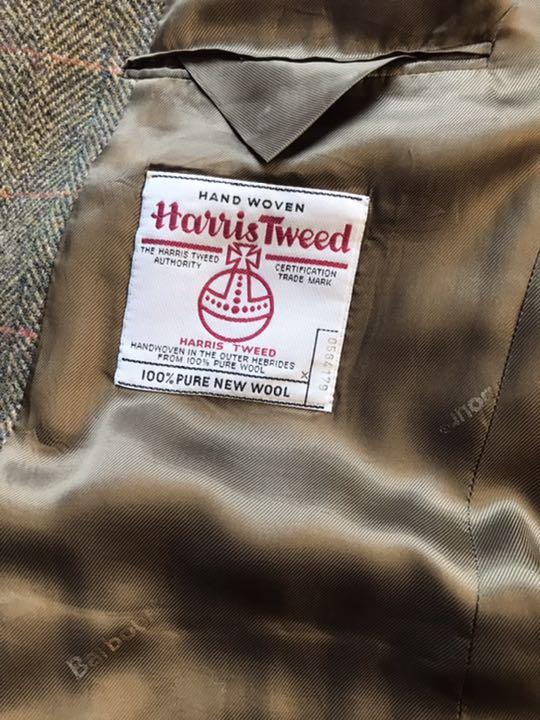 HAND WOVEN
Harris Tweed
THE HARRIS TWEED
AUTHORITY
CERTIFICATION
TRADE MARK
HARRIS TWEED
HANDWOVEN IN THE OUTER HEBRIDES
FROM 100% PURE WOOL
X
100% PURE NEW WOOL
Barbour